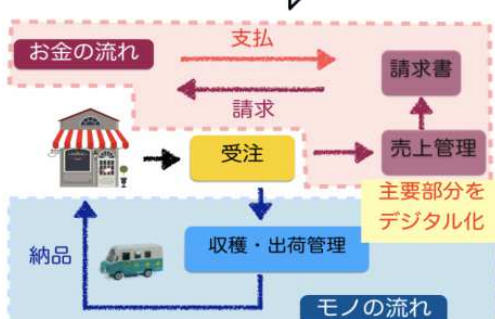 お金の流れ
支払
請求書
請求
受注
売上管理
主要部分を
デジタル化
納品
収穫・出荷管理
モノの流れ